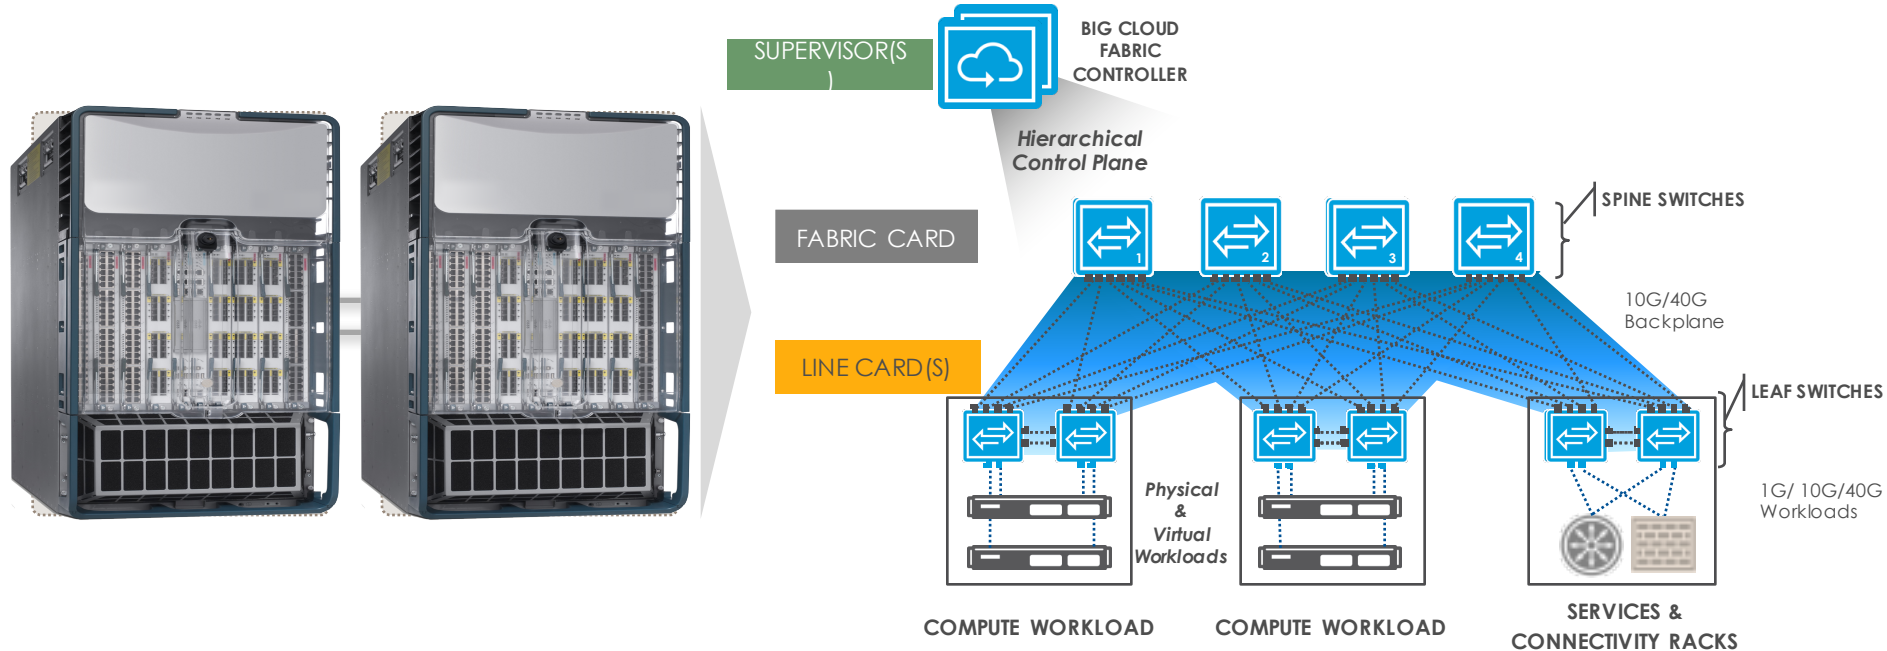 SUPERVISOR(S
)
BIG CLOUD
FABRIC
CONTROLLER
Hierarchical
Control Plane
FABRIC CARD
1
2
3
4
SPINE SWITCHES
10G/40G
Backplane
LINE CARD(S)
LEAF SWITCHES
Physical
&
Virtual
Workloads
1G/ 10G/40G
Workloads
COMPUTE WORKLOAD
COMPUTE WORKLOAD
SERVICES &
CONNECTIVITY RACKS